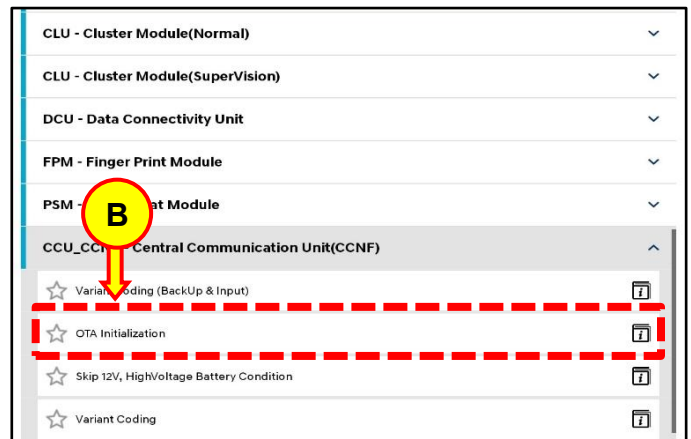 CLU - Cluster Module(Normal)
CLU - Cluster Module(SuperVision)
DCU - Data Connectivity Unit
FPM - Finger Print Module
PSM - at Module
B
CCU_CC - Central Communication Unit(CCNF)
Varian oding (BackUp & Input)
OTA Initialization
Skip 12V, HighVoltage Battery Condition
Variant Coding